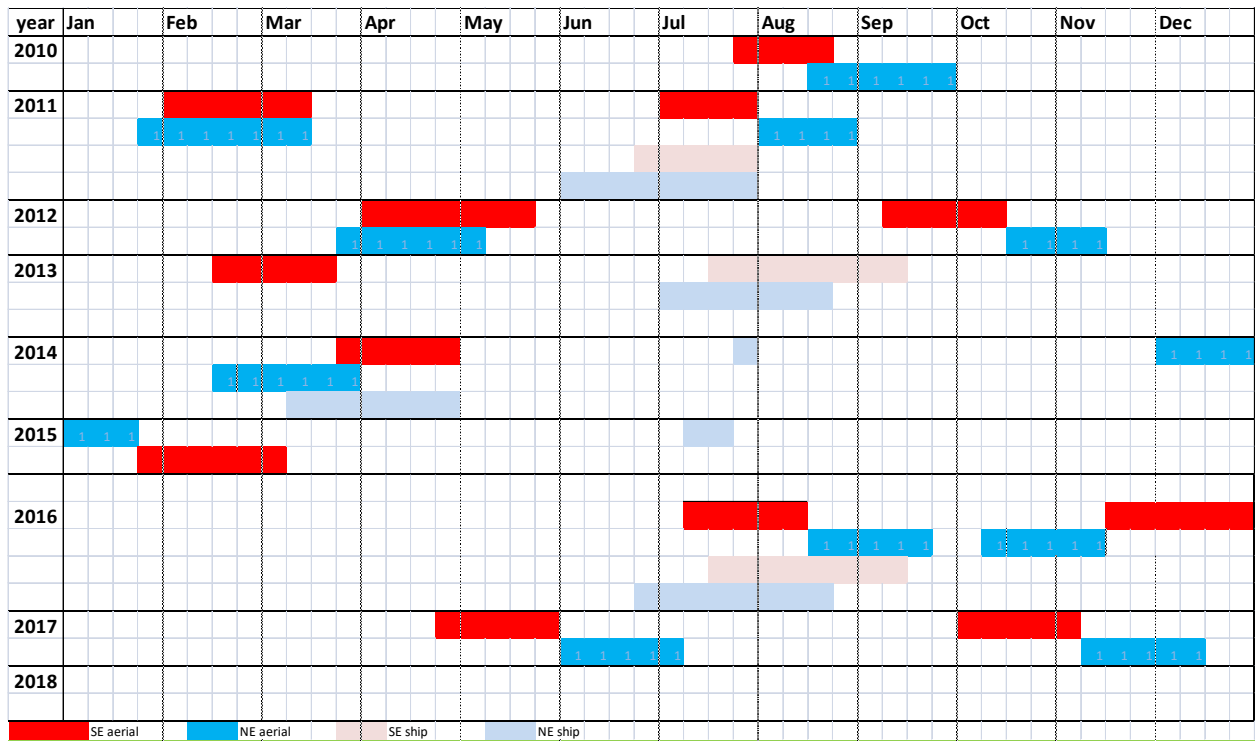 year Jan Feb Mar Apr May Jun Jul Aug Sep Oct Nov Dec
2010
1 1 1 1 1 1
2011
1 1 1 1 1 1 1 1 1 1 1
2012
1 1 1 1 1 1 1 1 1 1
2013
2014 1 1 1 1
1 1 1 1 1 1
2015 1 1 1
2016
1 1 1 1 1 1 1 1 1 1
2017
1 1 1 1 1 1 1 1 1 1
2018
SE aerial NE aerial SE ship NE ship